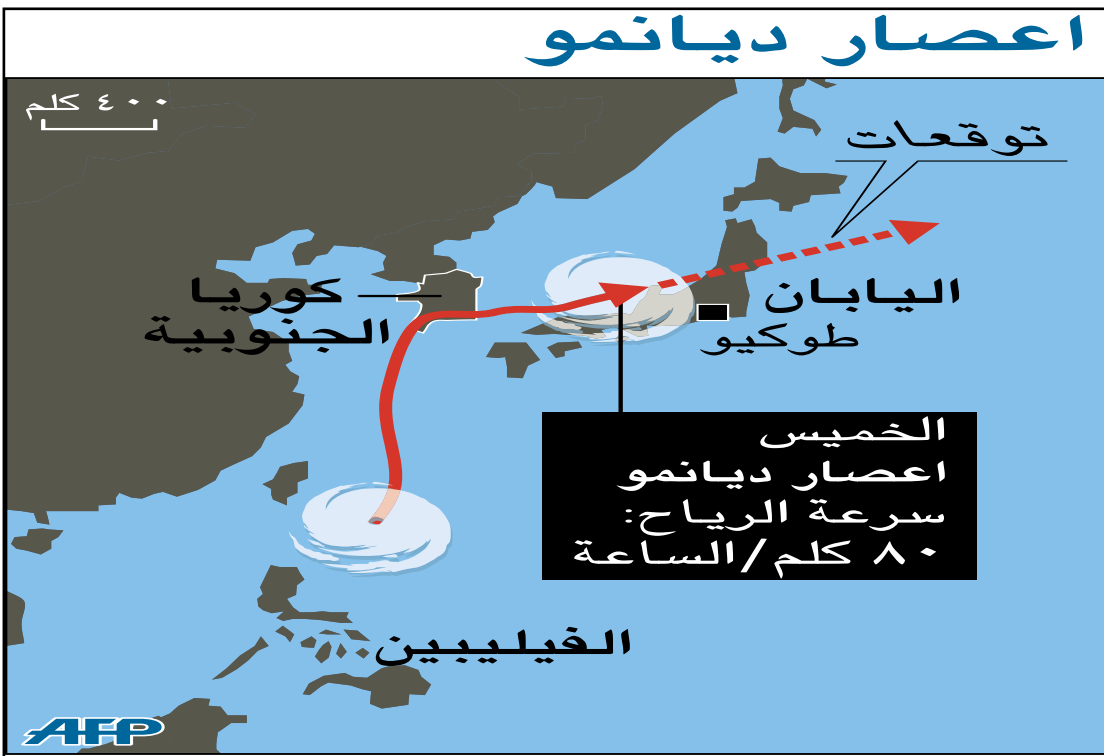 اعصار ديانمو
٤٠٠ كلم
توقعات
كوريا
الجنوبية
اليابان
طوكيو
الخميس
اعصار ديانمو
سرعة الرياح:
٨٠ كلم/الساعة
الفيليبين
AFP